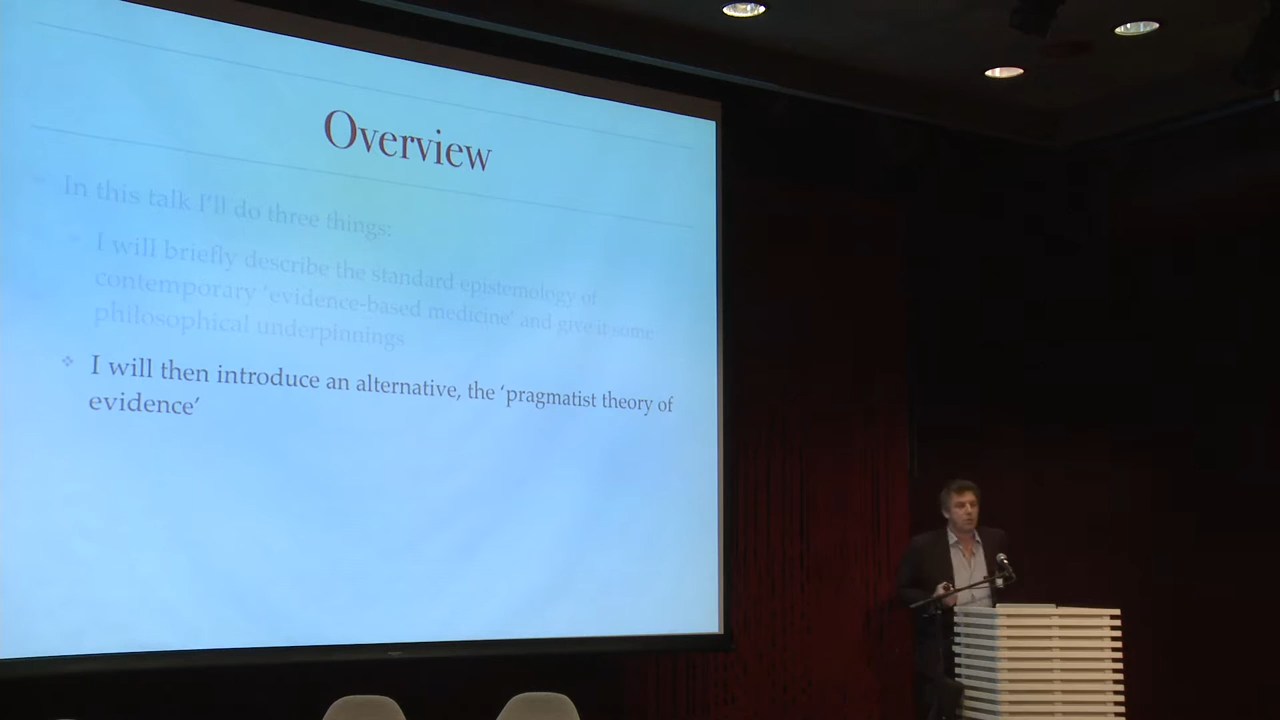 Overview
In this talk I'll do three things:
I will briefly describe the standard epistemology of
contemporary 'evidence-based medicine' and give it some
philosophical underpinnings
I will then introduce an alternative, the 'pragmatist theory of
evidence'